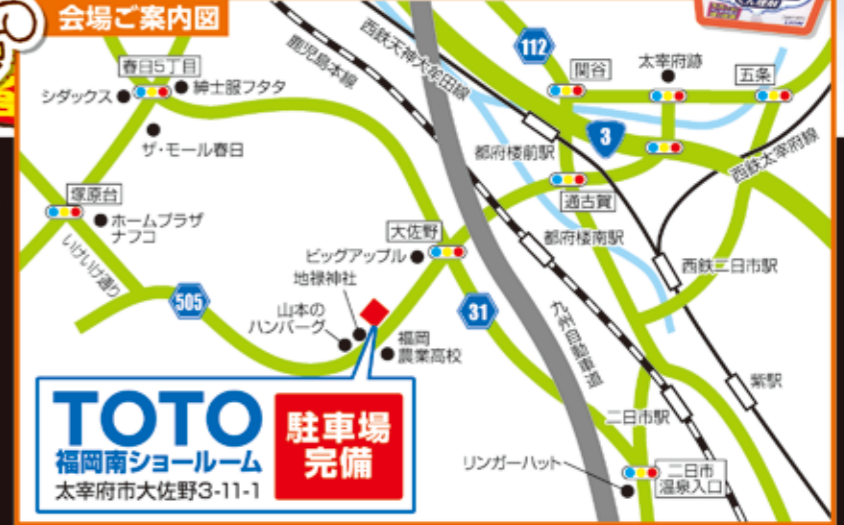 会場ご案内図
春日5丁目
シダックス
紳士服フタタ
ザ・モール春日
塚原台
ホームプラザ
ナフコ
いけいけ通り
505
鹿児島本線
西鉄天神大牟田線
112
関谷
太宰府跡
五条
3
都府楼前駅
西鉄太宰府線
通古賀
大佐野
都府楼南駅
ビッグアップル
地禄神社
西鉄二日市駅
山本の
ハンバーグ
31
福岡
農業高校
九州自動車道
紫駅
二日市駅
リンガーハット
二日市
温泉入口
TOTO
福岡南ショールーム
太宰府市大佐野3-11-1
駐車場
完備